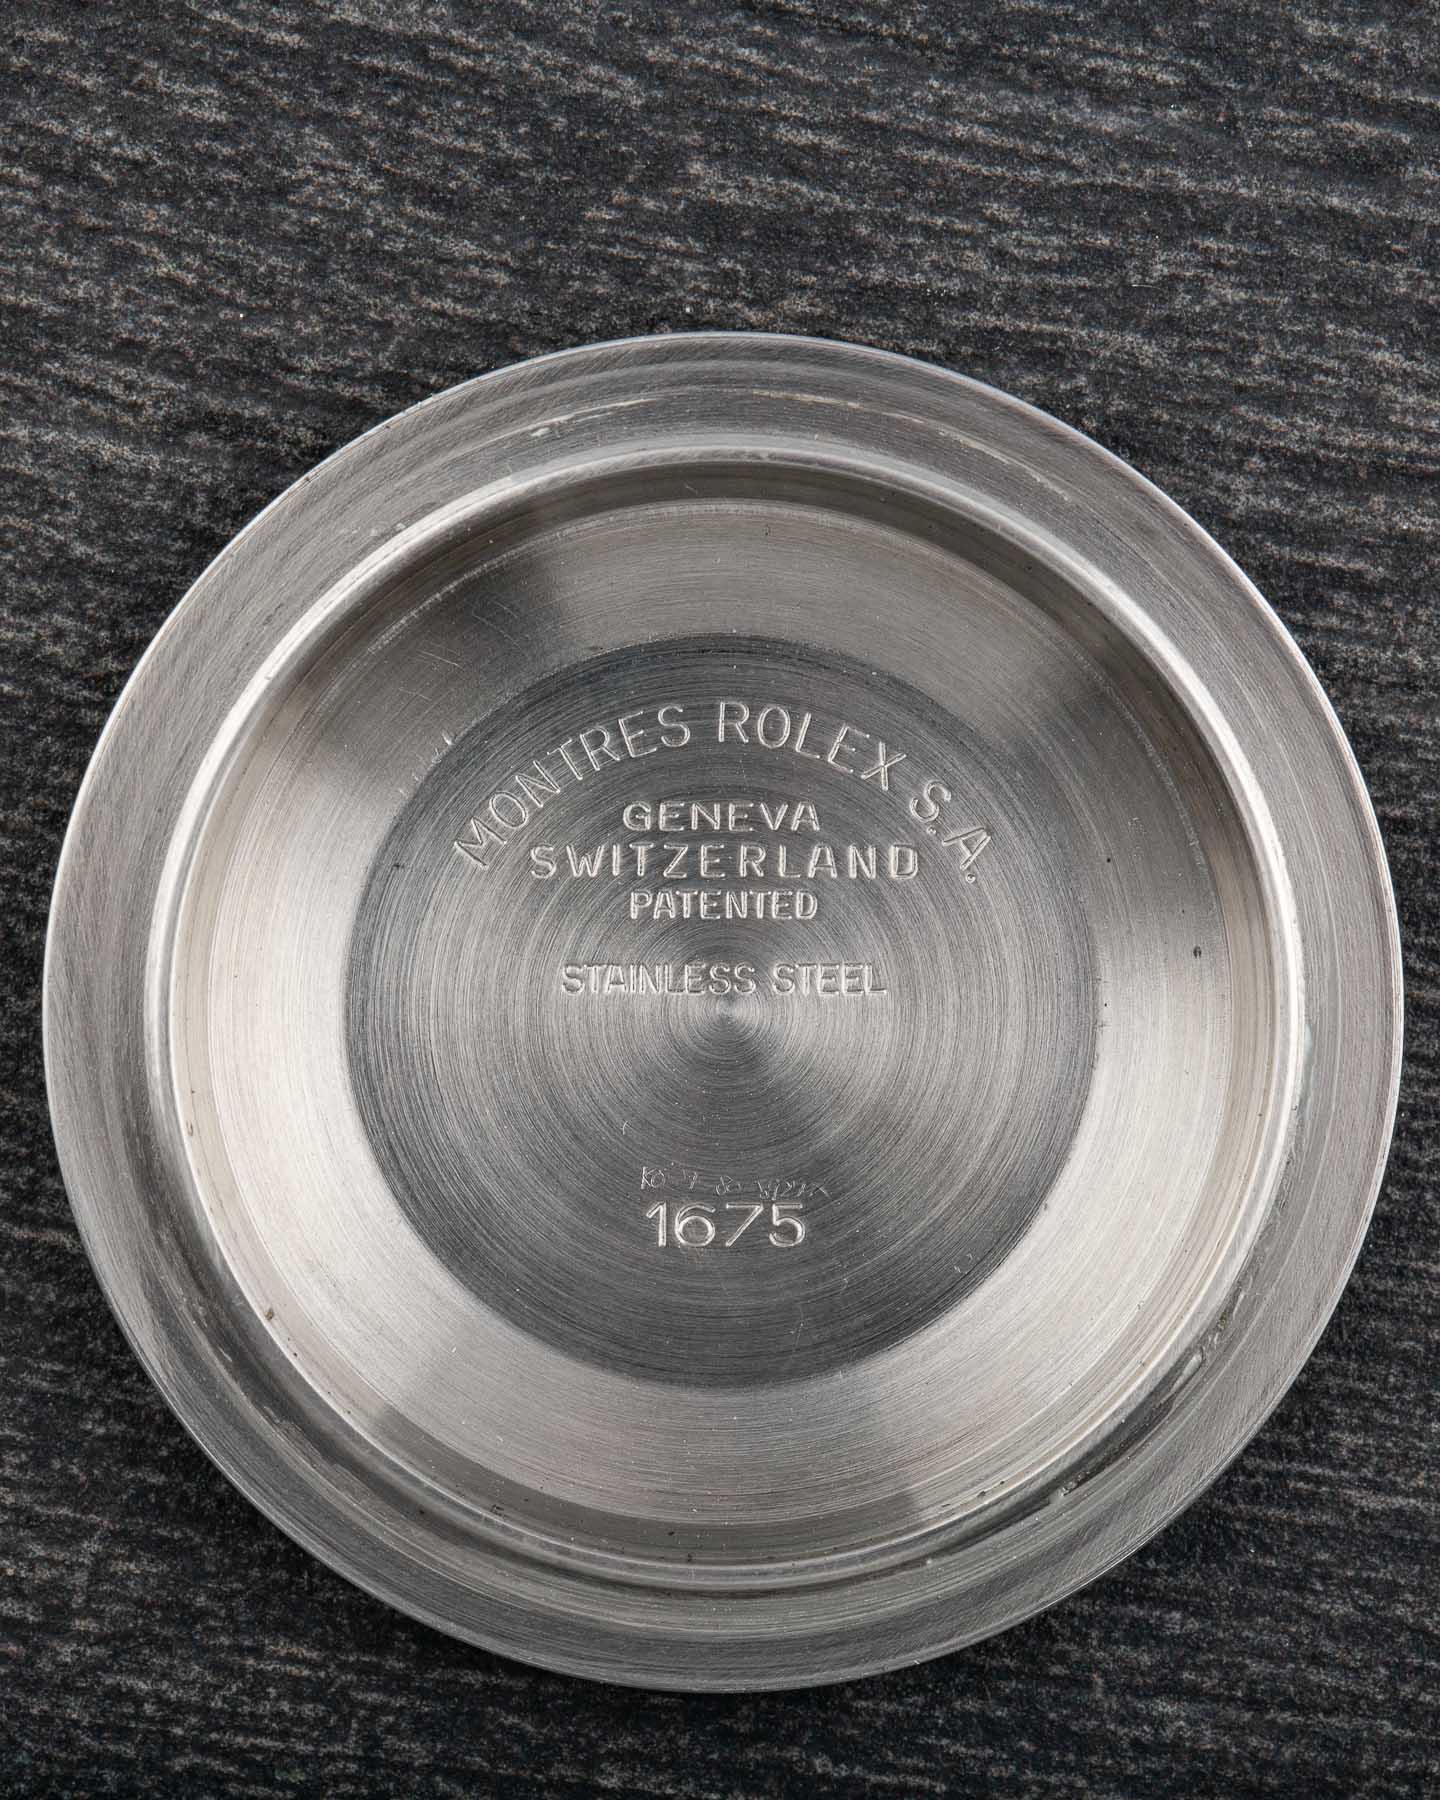 MONTRES ROLEX S.A.
GENEVA
SWITZERLAND
PATENTED
STAINLESS STEEL
1675